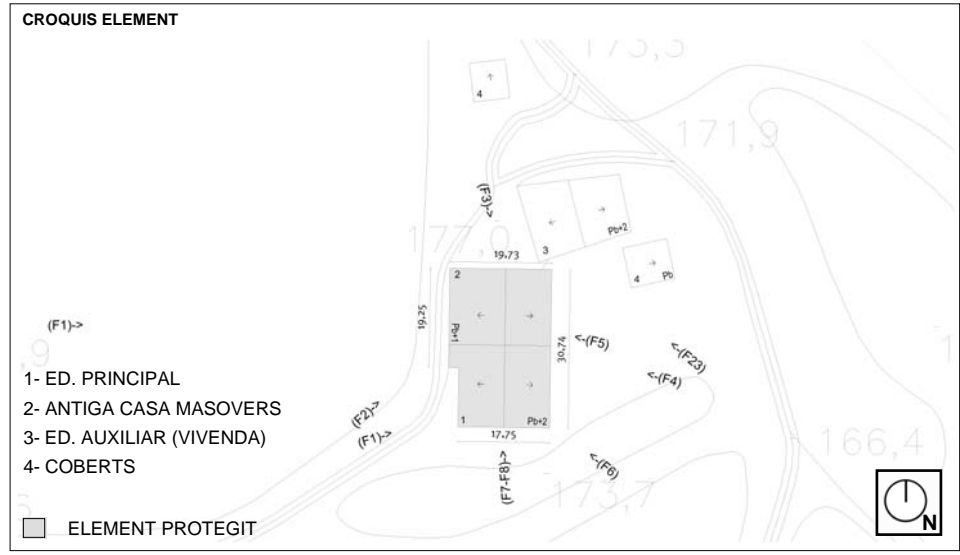 CROQUIS ELEMENT
173,3
4
171,9
(F3)->
177,0
19.73
3
Pb+2
4
Pb
2
19.25
Pb+1
30.74
(F1)->
<-(F5)
<-(F23)
<-(F4)
1- ED. PRINCIPAL
2- ANTIGA CASA MASOVERS
3- ED. AUXILIAR (VIVENDA)
4- COBERTS
(F2)->
(F1)->
1
Pb+2
17.75
166,4
(F7-F8)->
<-(F6)
173,7
N
ELEMENT PROTEGIT